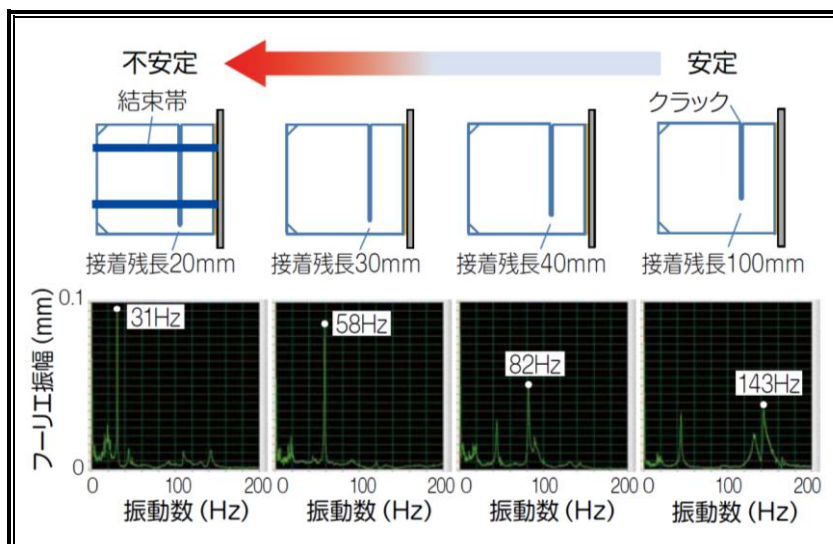 不安定
安定
結束帯
クラック
接着残長20mm
接着残長30mm
接着残長40mm
接着残長100mm
フーリエ振幅 (mm)
0.1
0
31Hz
58Hz
82Hz
143Hz
0 100 200
0 100 200
0 100 200
0 100 200
振動数 (Hz)
振動数 (Hz)
振動数 (Hz)
振動数 (Hz)